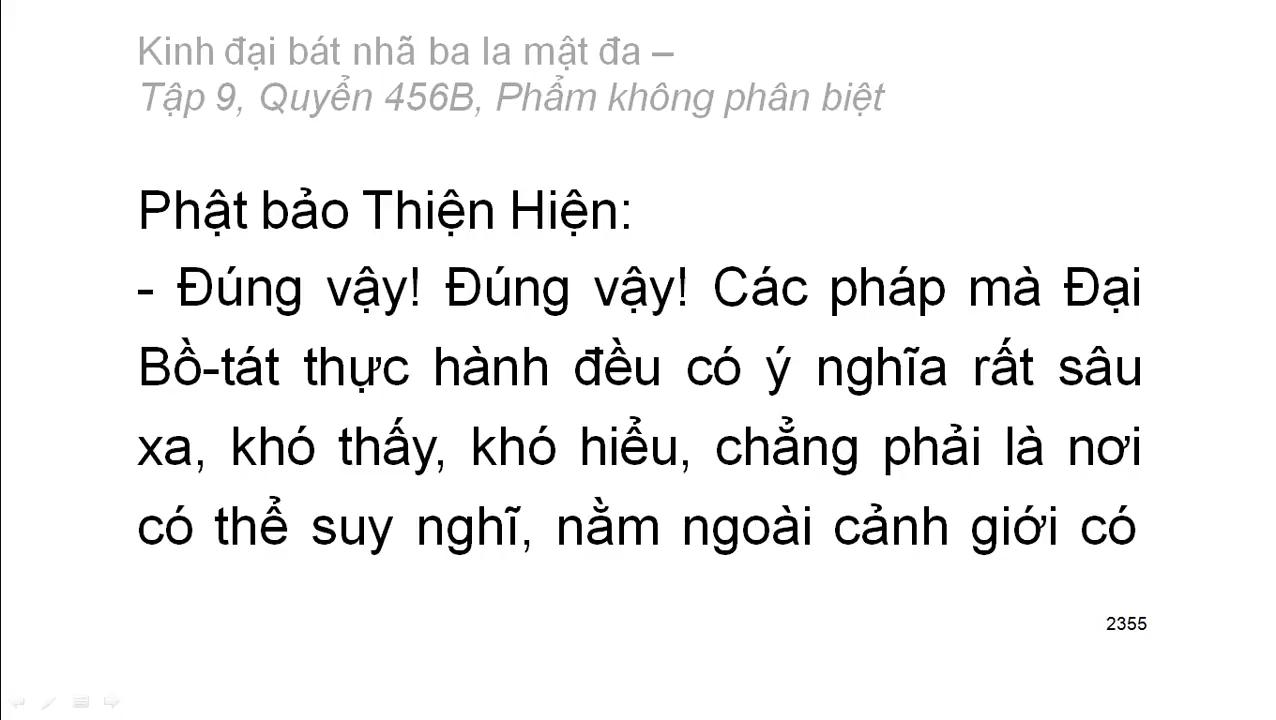 Kinh đại bát nhã ba la mật đa –
Tập 9, Quyển 456B, Phẩm không phân biệt
Phật bảo Thiện Hiện:
- Đúng vậy! Đúng vậy! Các pháp mà Đại
Bồ-tát thực hành đều có ý nghĩa rất sâu
xa, khó thấy, khó hiểu, chẳng phải là nơi
có thể suy nghĩ, nằm ngoài cảnh giới có
2355